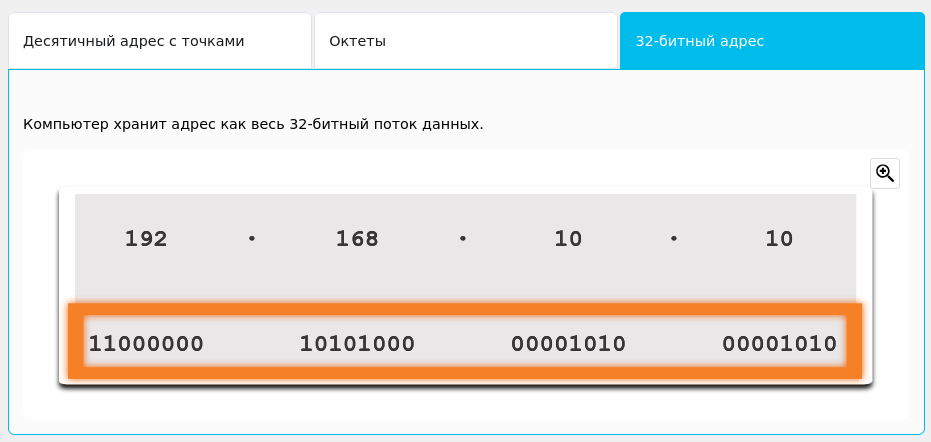 Десятичный адрес с точками Октеты 32-битный адрес
Компьютер хранит адрес как весь 32-битный поток данных.
192 . 168 . 10 . 10
11000000 10101000 00001010 00001010